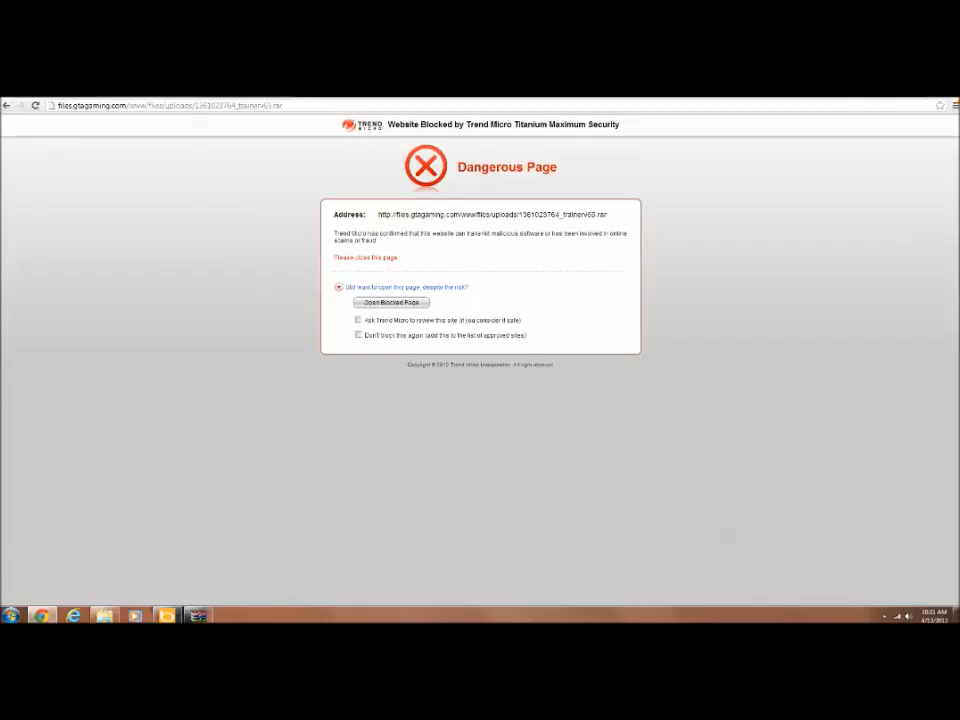 files.gtagaming.com/www/files/uploads/1361023764_trainerv65.rar
TREND MICRO Website Blocked by Trend Micro Titanium Maximum Security
Dangerous Page
Address: http://files.gtagaming.com/www/files/uploads/1361023764_trainerv65.rar
Trend Micro has confirmed that this website can transmit malicious software or has been involved in online
scams or fraud.
Please close this page.
Still want to open this page, despite the risk?
Open Blocked Page
Ask Trend Micro to review this site (if you consider it safe)
Don't block this again (add this to the list of approved sites)
Copyright © 2012 Trend Micro Incorporated. All rights reserved.
10:31 AM
4/13/2013